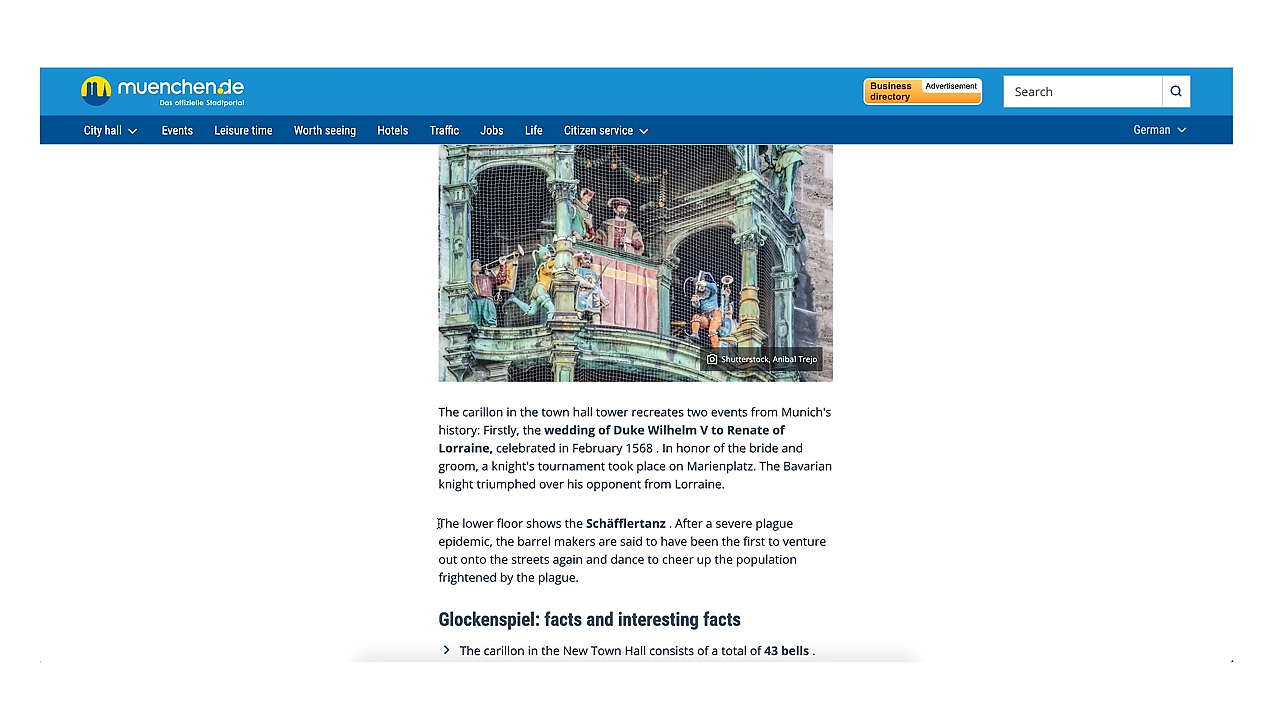 muenchen.de
Das offizielle Stadtportal
Business directory
Advertisement
Search
City hall
Events
Leisure time
Worth seeing
Hotels
Traffic
Jobs
Life
Citizen service
German
Shutterstock, Anibal Trejo
The carillon in the town hall tower recreates two events from Munich's
history: Firstly, the wedding of Duke Wilhelm V to Renate of
Lorraine, celebrated in February 1568 . In honor of the bride and
groom, a knight's tournament took place on Marienplatz. The Bavarian
knight triumphed over his opponent from Lorraine.
The lower floor shows the Schäfflertanz . After a severe plague
epidemic, the barrel makers are said to have been the first to venture
out onto the streets again and dance to cheer up the population
frightened by the plague.
Glockenspiel: facts and interesting facts
The carillon in the New Town Hall consists of a total of 43 bells .